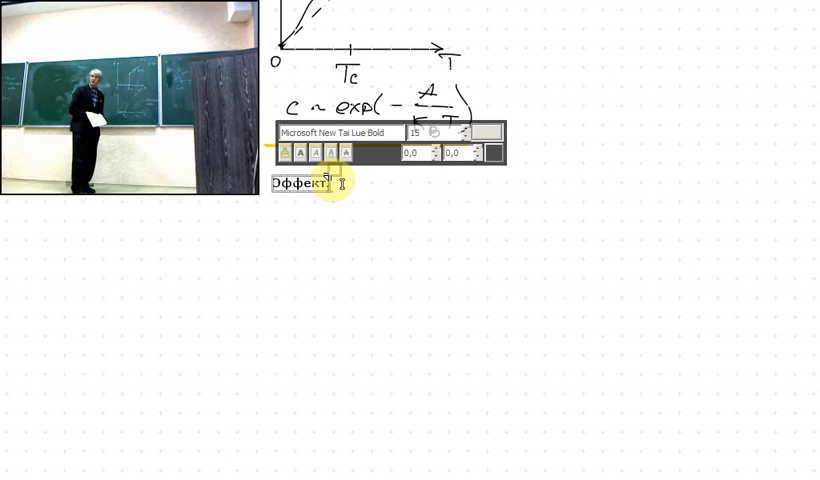 0
T
Tc
c ~ exp(- A / к T)
Microsoft New Tai Lue Bold 15
A A A A 0,0 0,0
Эффект